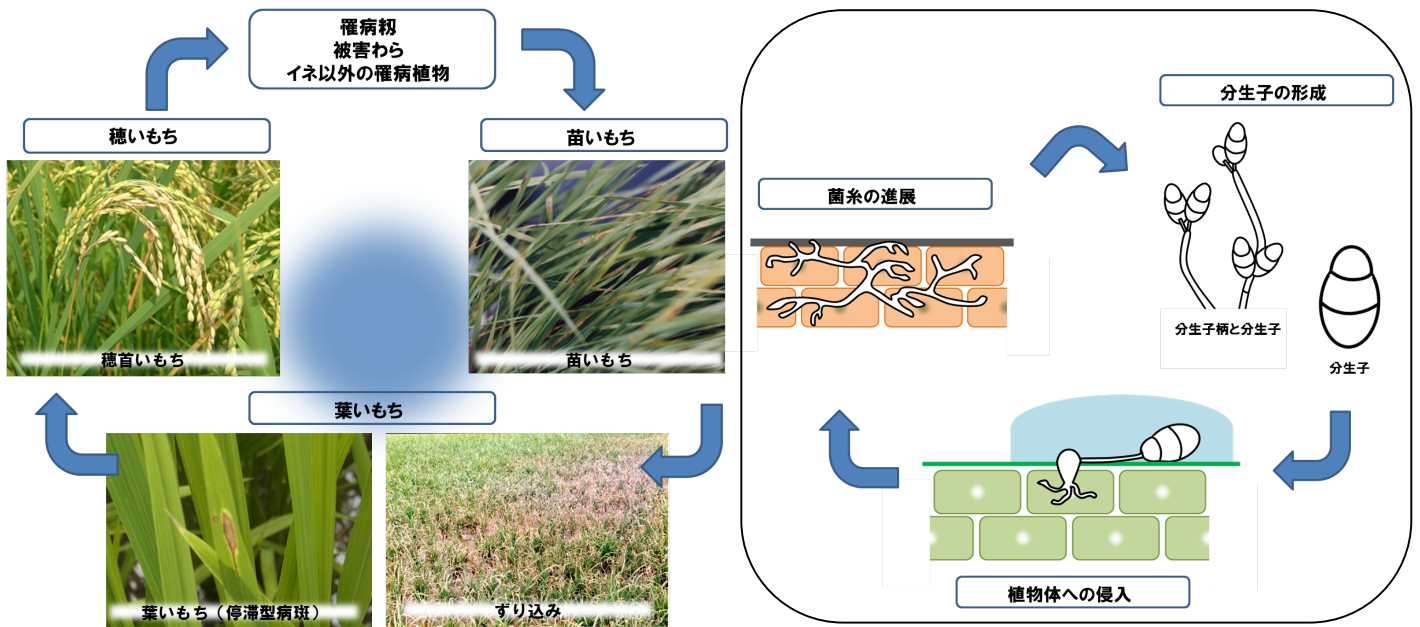 罹病籾
被害わら
イネ以外の罹病植物
穂いもち
苗いもち
穂首いもち
苗いもち
葉いもち
葉いもち（停滞型病斑）
ずり込み
分生子の形成
菌糸の進展
分生子柄と分生子
分生子
植物体への侵入